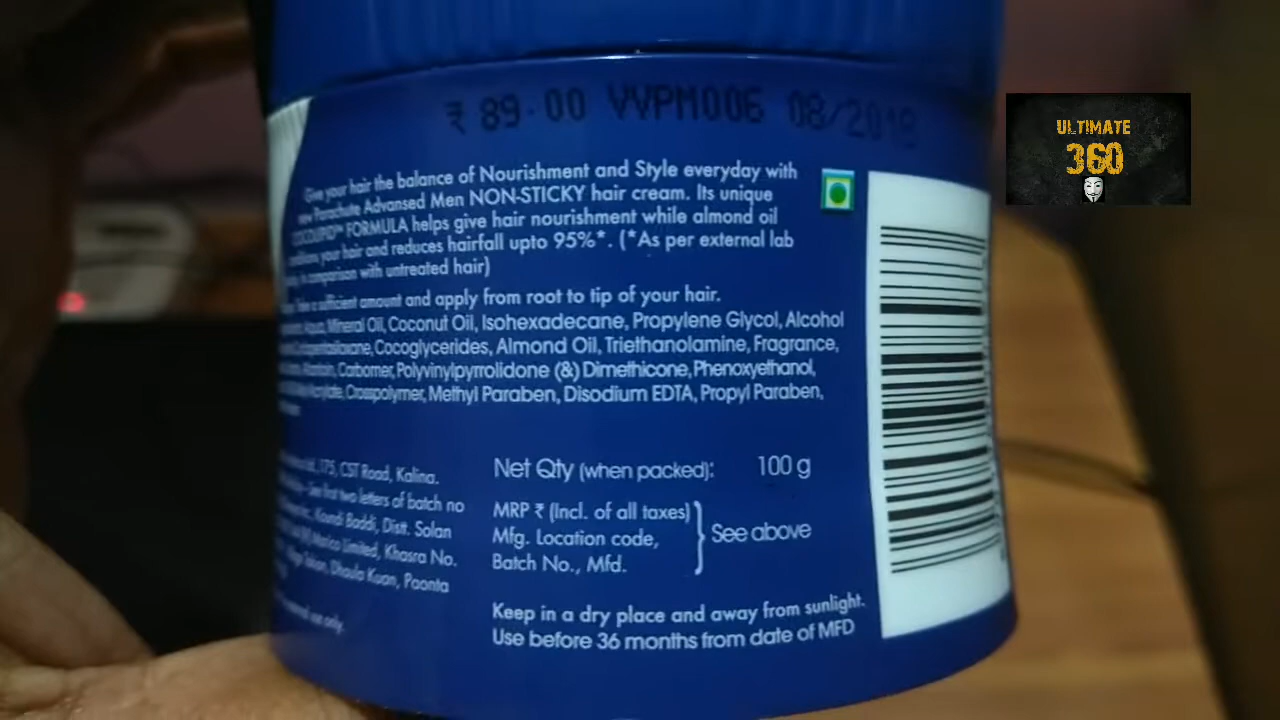 ₹ 89.00 VVPM006 08/2018
Give your hair the balance of Nourishment and Style everyday with
new Parachute Advansed Men NON-STICKY hair cream. Its unique
COCOLIPID™ FORMULA helps give hair nourishment while almond oil
your hair and reduces hairfall upto 95%*. (*As per external lab
in comparison with untreated hair)
a sufficient amount and apply from root to tip of your hair.
Aqua, Mineral Oil, Coconut Oil, Isohexadecane, Propylene Glycol, Alcohol
Cocoglycerides, Almond Oil, Triethanolamine, Fragrance,
Carbomer, Polyvinylpyrrolidone (&) Dimethicone, Phenoxyethanol,
Crosspolymer, Methyl Paraben, Disodium EDTA, Propyl Paraben,
175, CST Road, Kalina.
See first two letters of batch no
Kaundi Baddi, Distt. Solan
Marico Limited, Khasra No.
Dhaula Kuan, Paonta
use only.
Net Qty (when packed): 100 g
MRP ₹ (Incl. of all taxes)
Mfg. Location code,
Batch No., Mfd.
See above
Keep in a dry place and away from sunlight.
Use before 36 months from date of MFD
ULTIMATE
360